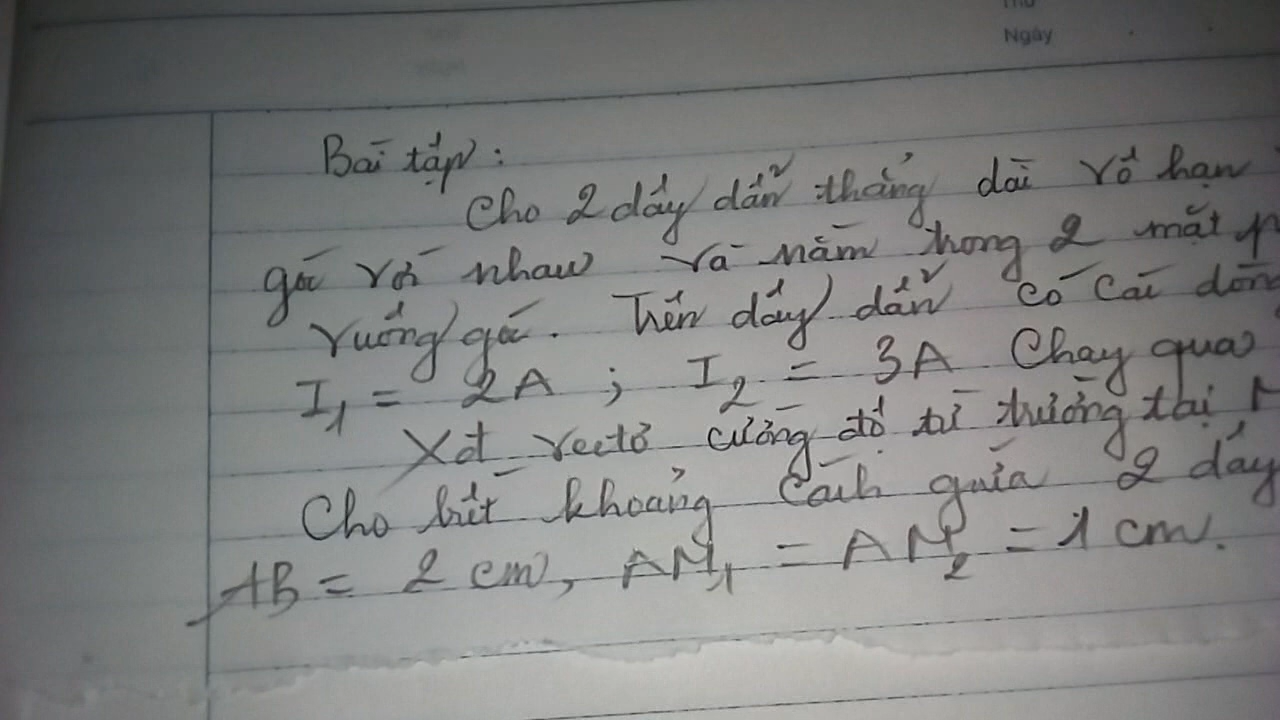 Ngày
Bài tập:
Cho 2 dây dẫn thẳng dài vô hạn
góc với nhau và nằm trong 2 mặt
vuông góc. Trên dây dẫn có các dòng
I₁ = 2A ; I₂ = 3A Chạy qua
Xđ vectơ cường độ từ trường tại
Cho biết khoảng cách giữa 2 dây
AB = 2 cm, AM₁ = AM₂ = 1 cm.